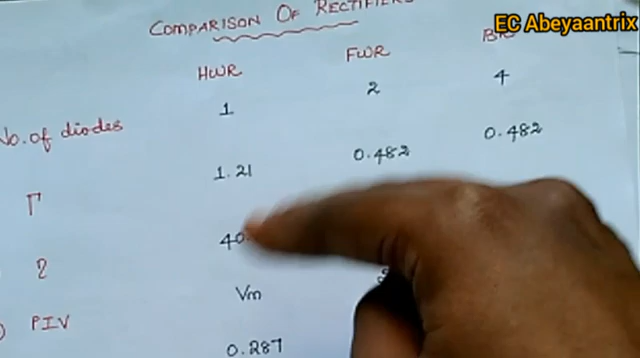 EC Abeyaantrix
COMPARISON OF RECTIFIERS
HWR FWR
No. of diodes 1 2 4
Γ 1.21 0.482 0.482
η 40
PIV Vm
0.287